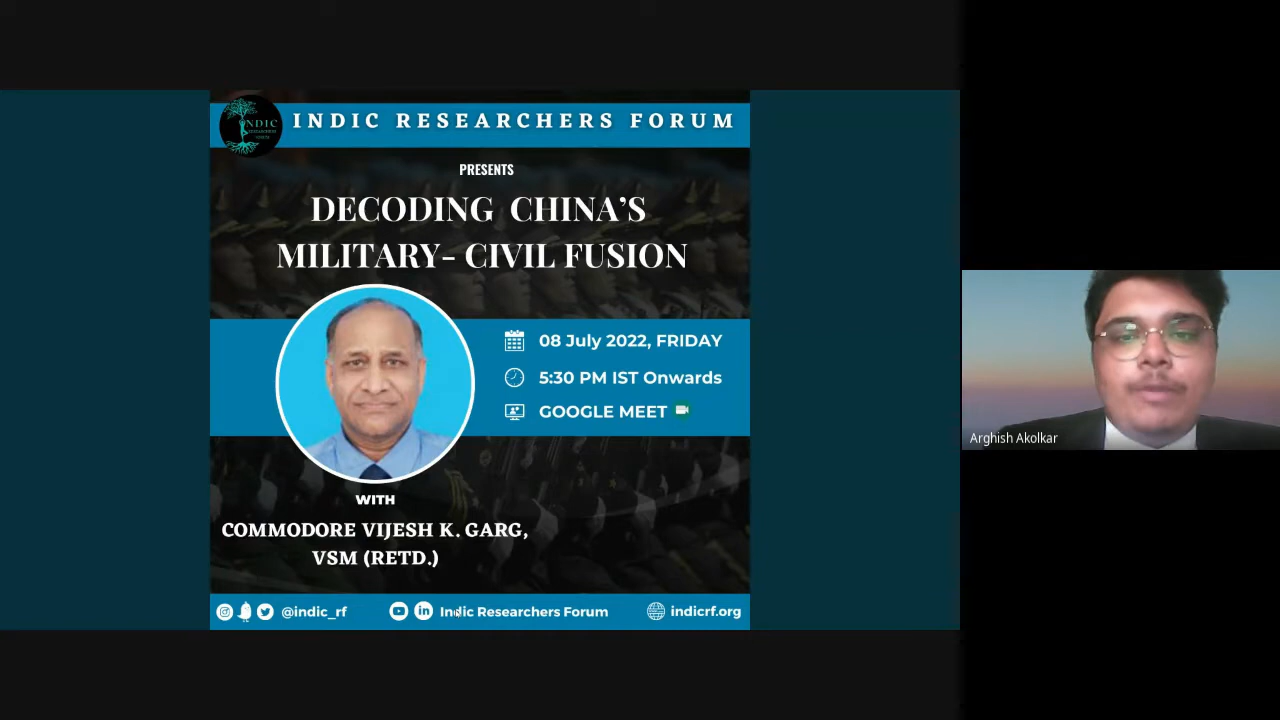 INDIC RESEARCHERS FORUM
PRESENTS
DECODING CHINA'S
MILITARY- CIVIL FUSION
08 July 2022, FRIDAY
5:30 PM IST Onwards
GOOGLE MEET
WITH
COMMODORE VIJESH K. GARG,
VSM (RETD.)
@indic_rf
Indic Researchers Forum
indicrf.org
Arghish Akolkar